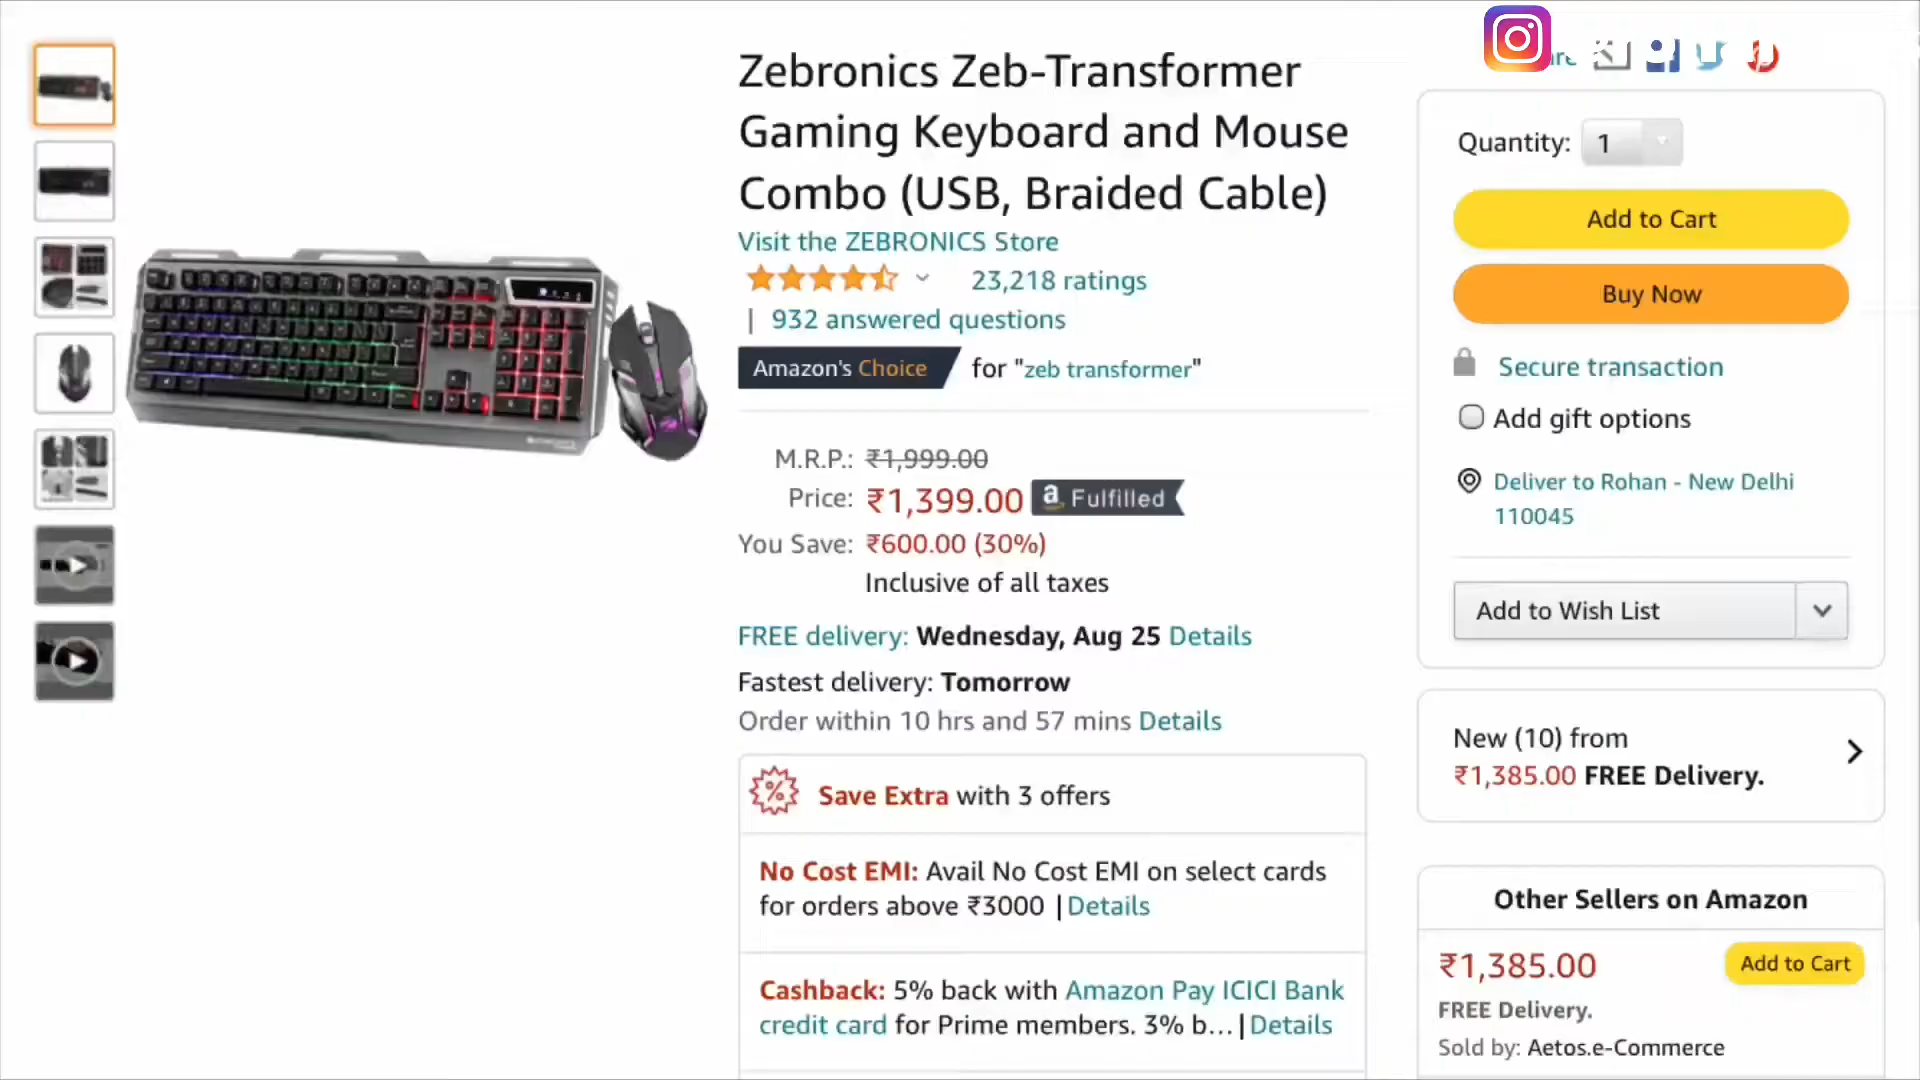 Zebronics Zeb-Transformer
Gaming Keyboard and Mouse
Combo (USB, Braided Cable)
Visit the ZEBRONICS Store
23,218 ratings
| 932 answered questions
Amazon's Choice for "zeb transformer"
M.R.P.: ₹1,999.00
Price: ₹1,399.00 a Fulfilled
You Save: ₹600.00 (30%)
Inclusive of all taxes
FREE delivery: Wednesday, Aug 25 Details
Fastest delivery: Tomorrow
Order within 10 hrs and 57 mins Details
Save Extra with 3 offers
No Cost EMI: Avail No Cost EMI on select cards
for orders above ₹3000 | Details
Cashback: 5% back with Amazon Pay ICICI Bank
credit card for Prime members. 3% b... | Details
Quantity: 1
Add to Cart
Buy Now
Secure transaction
Add gift options
Deliver to Rohan - New Delhi
110045
Add to Wish List
New (10) from
₹1,385.00 FREE Delivery.
Other Sellers on Amazon
₹1,385.00 Add to Cart
FREE Delivery.
Sold by: Aetos.e-Commerce